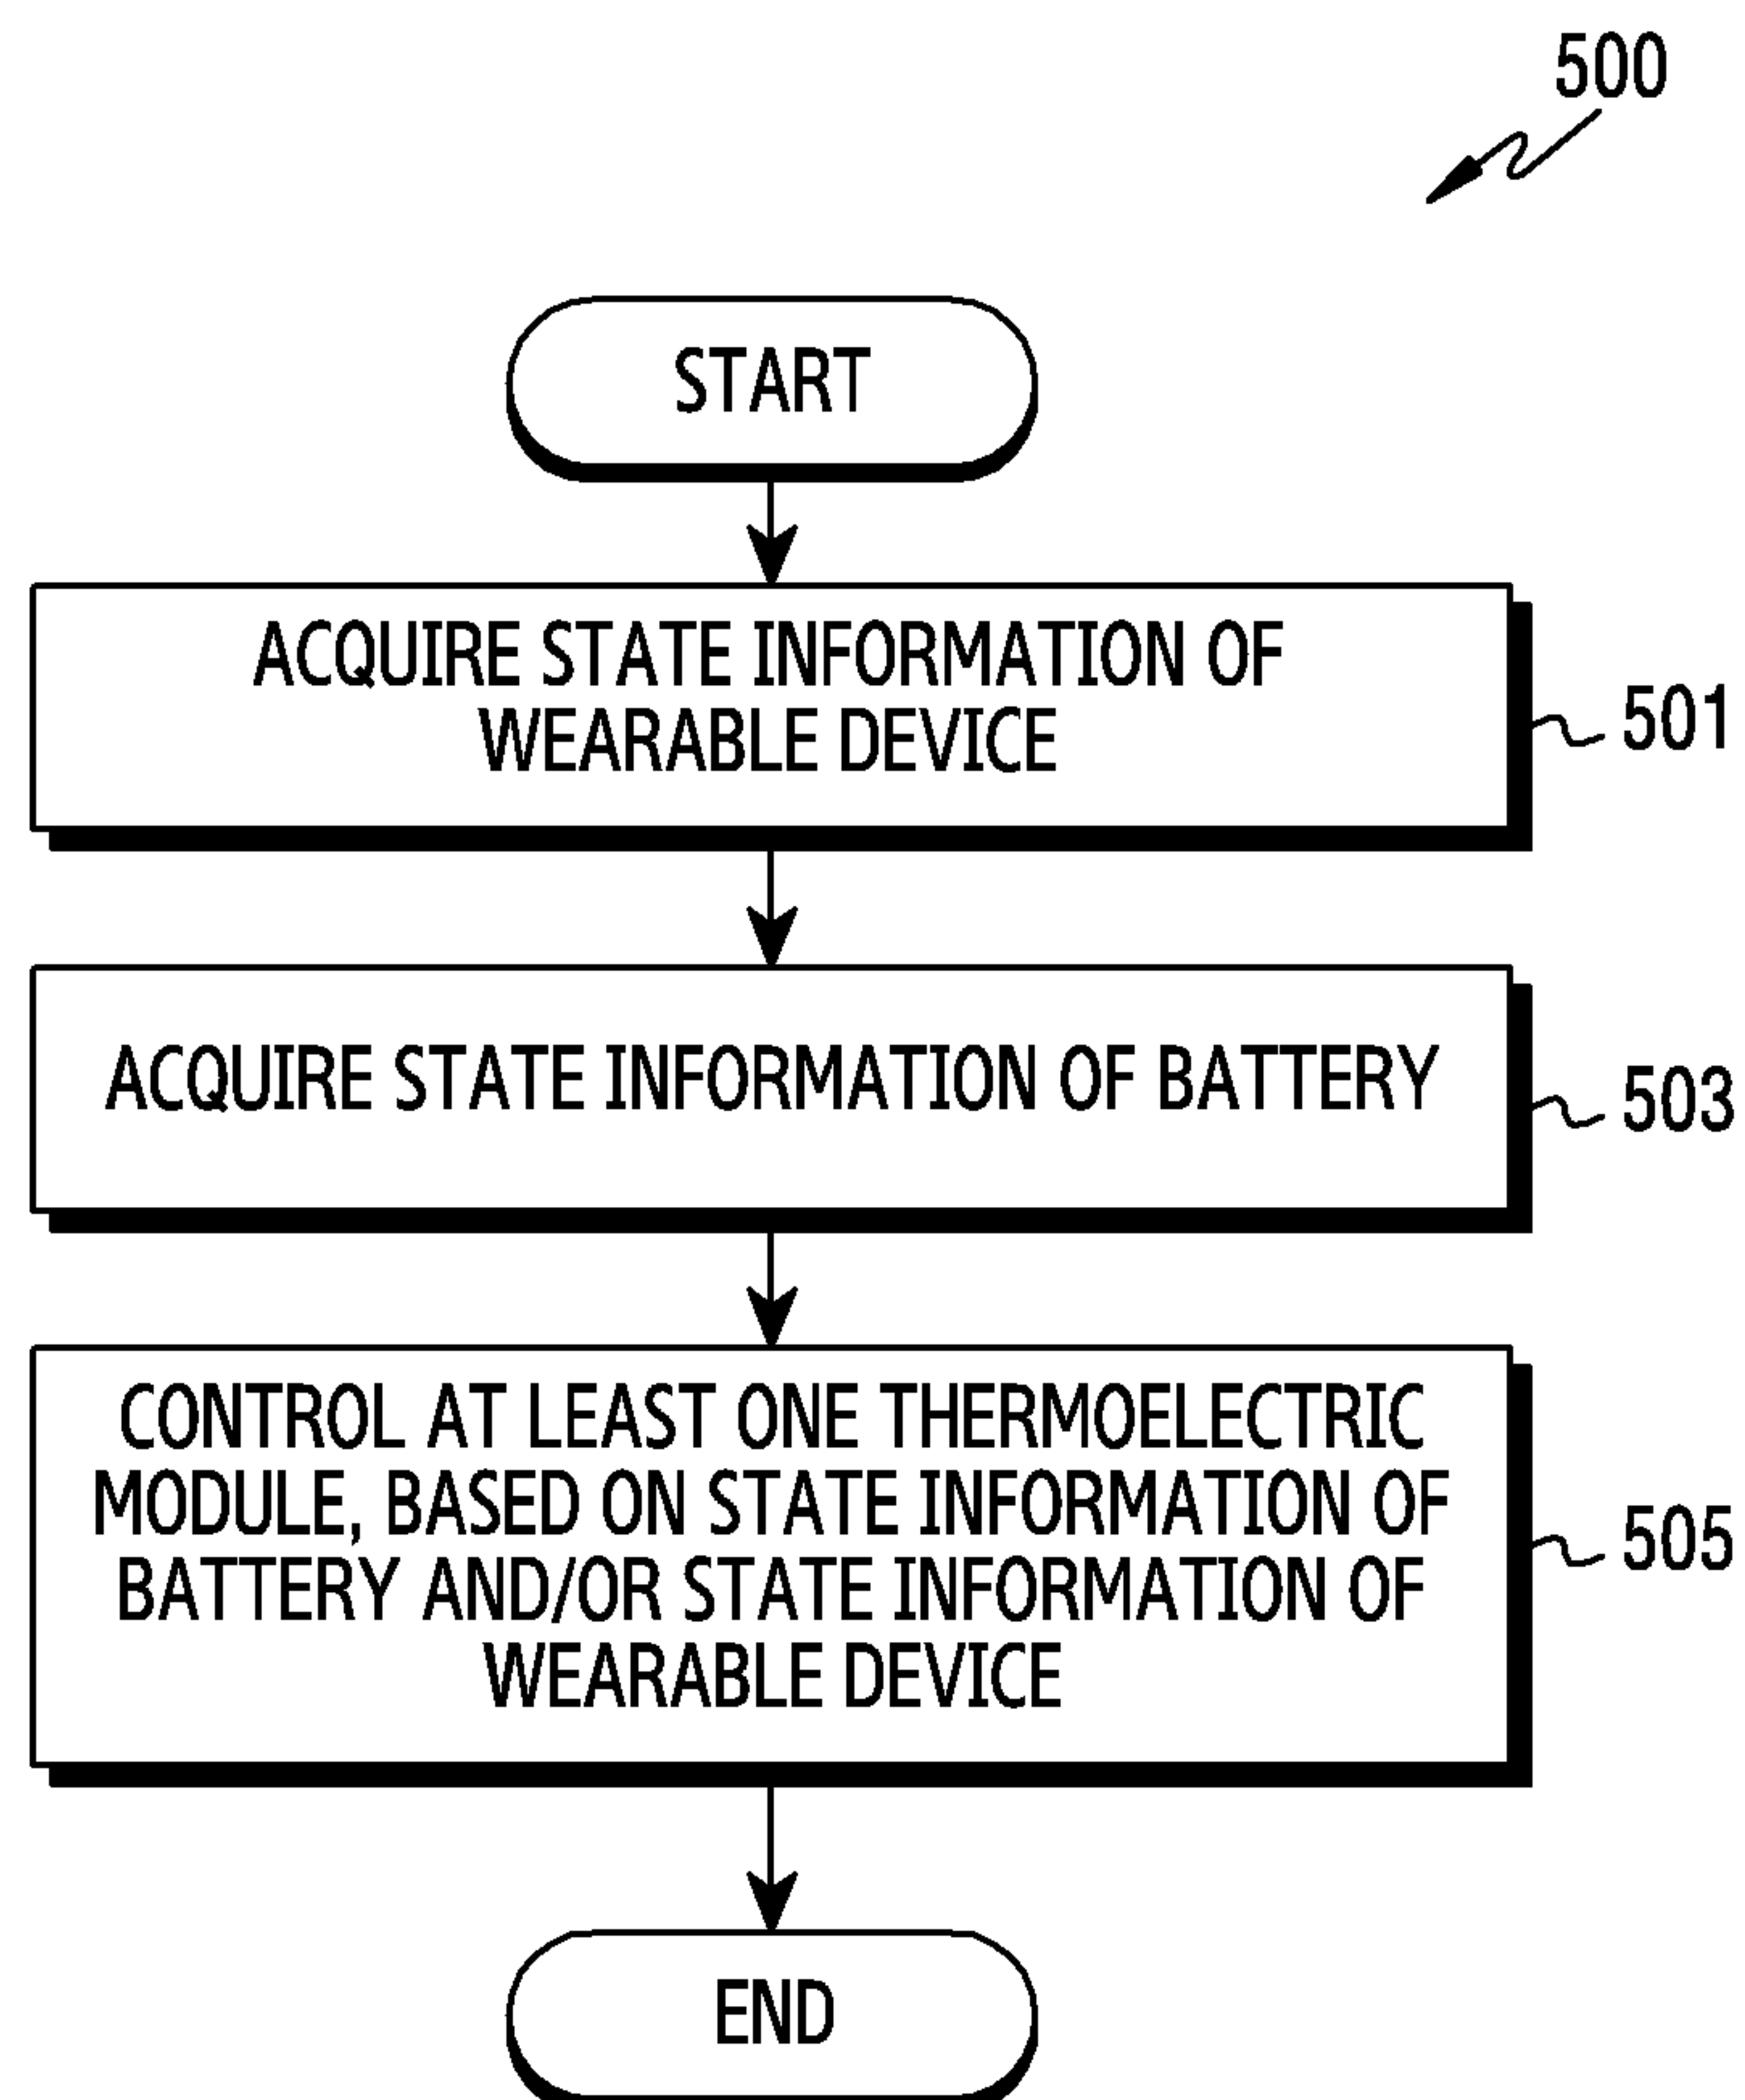 500
START
ACQUIRE STATE INFORMATION OF
WEARABLE DEVICE
501
ACQUIRE STATE INFORMATION OF BATTERY
503
CONTROL AT LEAST ONE THERMOELECTRIC
MODULE, BASED ON STATE INFORMATION OF
BATTERY AND/OR STATE INFORMATION OF
WEARABLE DEVICE
505
END